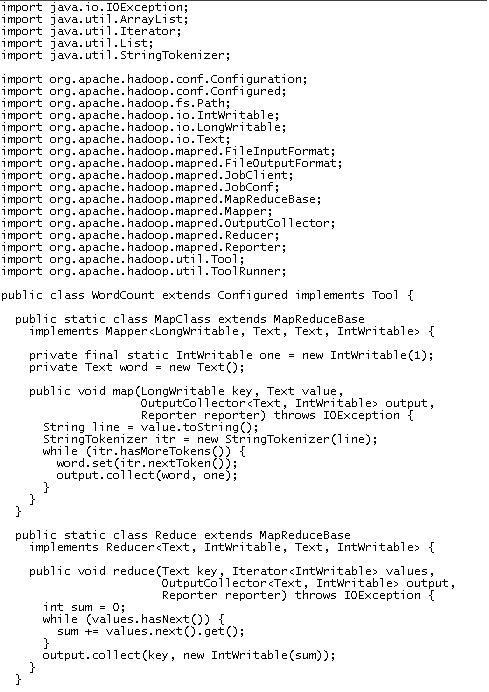 import java.io.IOException;
import java.util.ArrayList;
import java.util.Iterator;
import java.util.List;
import java.util.StringTokenizer;

import org.apache.hadoop.conf.Configuration;
import org.apache.hadoop.conf.Configured;
import org.apache.hadoop.fs.Path;
import org.apache.hadoop.io.IntWritable;
import org.apache.hadoop.io.LongWritable;
import org.apache.hadoop.io.Text;
import org.apache.hadoop.mapred.FileInputFormat;
import org.apache.hadoop.mapred.FileOutputFormat;
import org.apache.hadoop.mapred.JobClient;
import org.apache.hadoop.mapred.JobConf;
import org.apache.hadoop.mapred.MapReduceBase;
import org.apache.hadoop.mapred.Mapper;
import org.apache.hadoop.mapred.OutputCollector;
import org.apache.hadoop.mapred.Reducer;
import org.apache.hadoop.mapred.Reporter;
import org.apache.hadoop.util.Tool;
import org.apache.hadoop.util.ToolRunner;

public class WordCount extends Configured implements Tool {

  public static class MapClass extends MapReduceBase
    implements Mapper<LongWritable, Text, Text, IntWritable> {

    private final static IntWritable one = new IntWritable(1);
    private Text word = new Text();

    public void map(LongWritable key, Text value,
                    OutputCollector<Text, IntWritable> output,
                    Reporter reporter) throws IOException {
      String line = value.toString();
      StringTokenizer itr = new StringTokenizer(line);
      while (itr.hasMoreTokens()) {
        word.set(itr.nextToken());
        output.collect(word, one);
      }
    }
  }

  public static class Reduce extends MapReduceBase
    implements Reducer<Text, IntWritable, Text, IntWritable> {

    public void reduce(Text key, Iterator<IntWritable> values,
                       OutputCollector<Text, IntWritable> output,
                       Reporter reporter) throws IOException {
      int sum = 0;
      while (values.hasNext()) {
        sum += values.next().get();
      }
      output.collect(key, new IntWritable(sum));
    }
  }